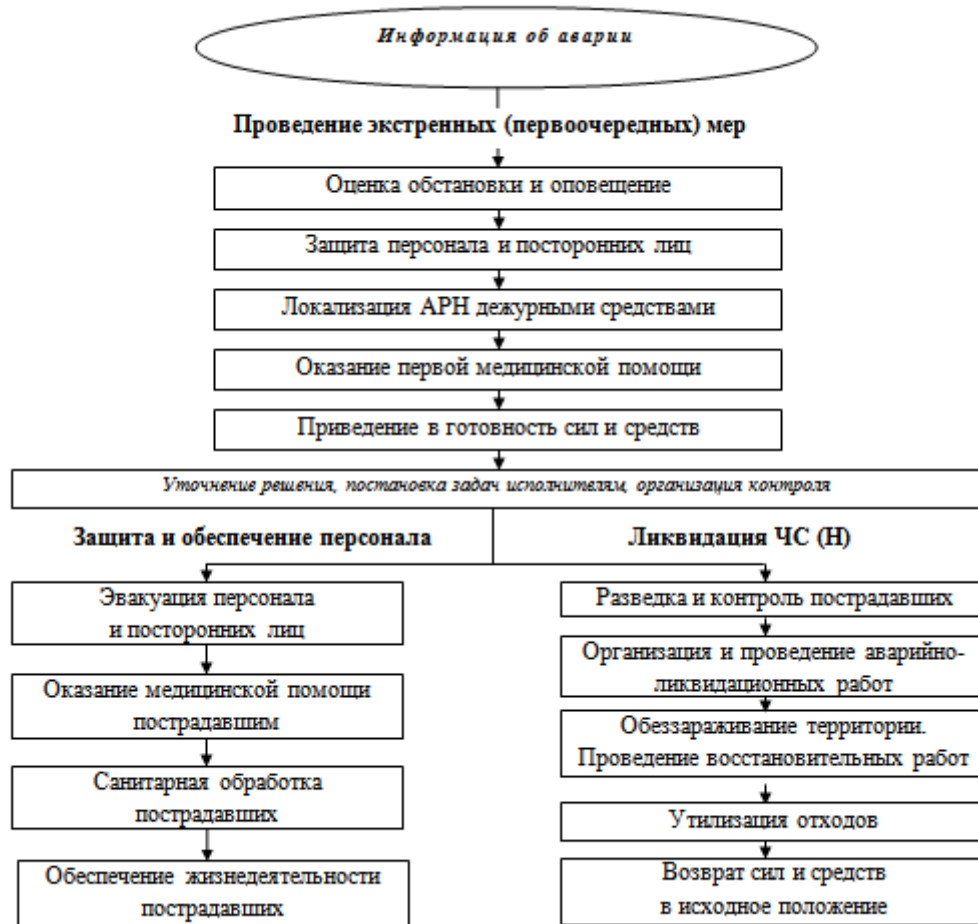 Информация об аварии
Проведение экстренных (первоочередных) мер
Оценка обстановки и оповещение
Защита персонала и посторонних лиц
Локализация АРН дежурными средствами
Оказание первой медицинской помощи
Приведение в готовность сил и средств
Уточнение решения, постановка задач исполнителям, организация контроля
Защита и обеспечение персонала
Эвакуация персонала
и посторонних лиц
Оказание медицинской помощи
пострадавшим
Санитарная обработка
пострадавших
Обеспечение жизнедеятельности
пострадавших
Ликвидация ЧС (Н)
Разведка и контроль пострадавших
Организация и проведение аварийно-
ликвидационных работ
Обеззараживание территории.
Проведение восстановительных работ
Утилизация отходов
Возврат сил и средств
в исходное положение